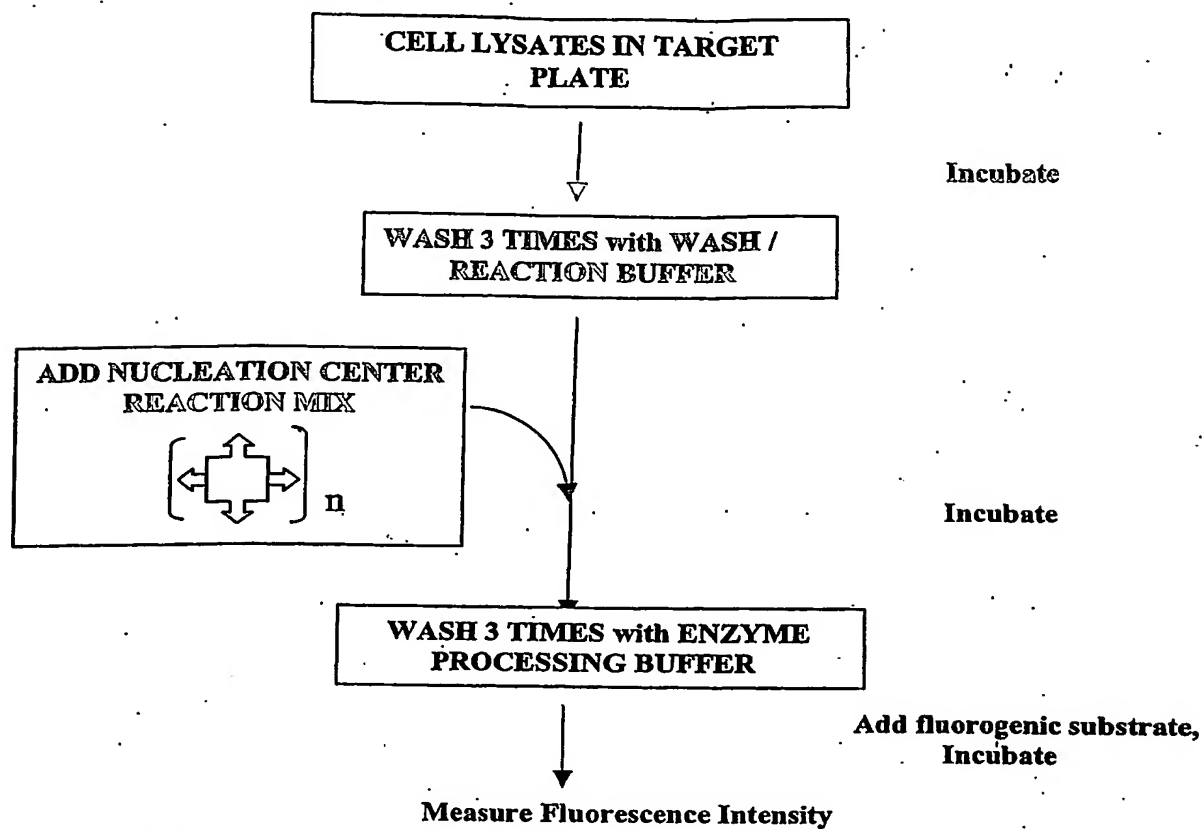 CELL LYSATES IN TARGET
PLATE
Incubate
WASH 3 TIMES with WASH /
REACTION BUFFER
ADD NUCLEATION CENTER
REACTION MIX
n
Incubate
WASH 3 TIMES with ENZYME
PROCESSING BUFFER
Add fluorogenic substrate,
Incubate
Measure Fluorescence Intensity